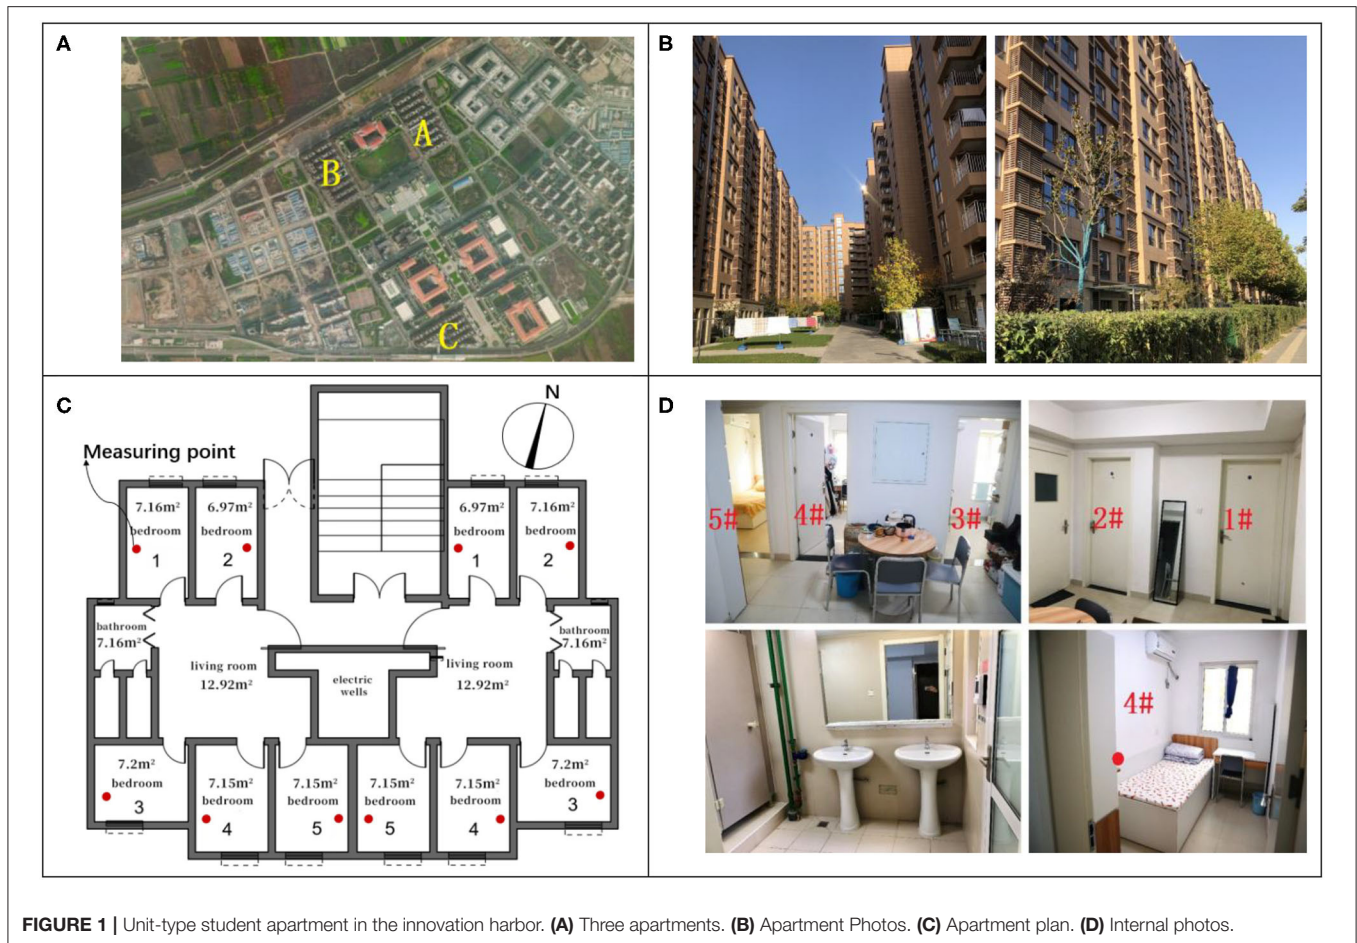 A
A
B
C
B
C
N
Measuring point
7.16m²
bedroom
1
6.97m²
bedroom
2
6.97m²
bedroom
1
7.16m²
bedroom
2
bathroom
7.16m²
living room
12.92m²
electric
wells
living room
12.92m²
bathroom
7.16m²
7.2m²
bedroom
3
7.15m²
bedroom
4
7.15m²
bedroom
5
7.15m²
bedroom
5
7.15m²
bedroom
4
7.2m²
bedroom
3
D
5#
4#
3#
2#
1#
4#
FIGURE 1 | Unit-type student apartment in the innovation harbor. (A) Three apartments. (B) Apartment Photos. (C) Apartment plan. (D) Internal photos.